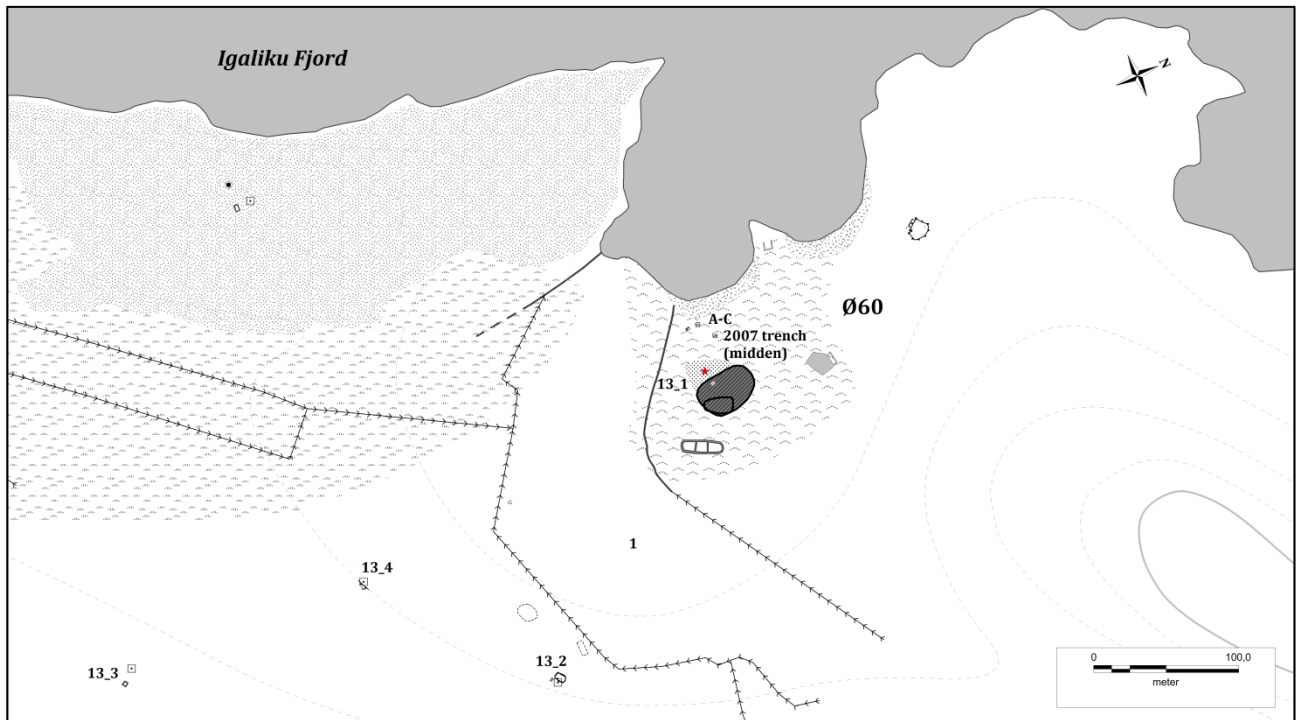 Igaliku Fjord
N
Ø60
A-C
2007 trench
(midden)
13_1
1
13_4
13_2
13_3
0 100,0
meter